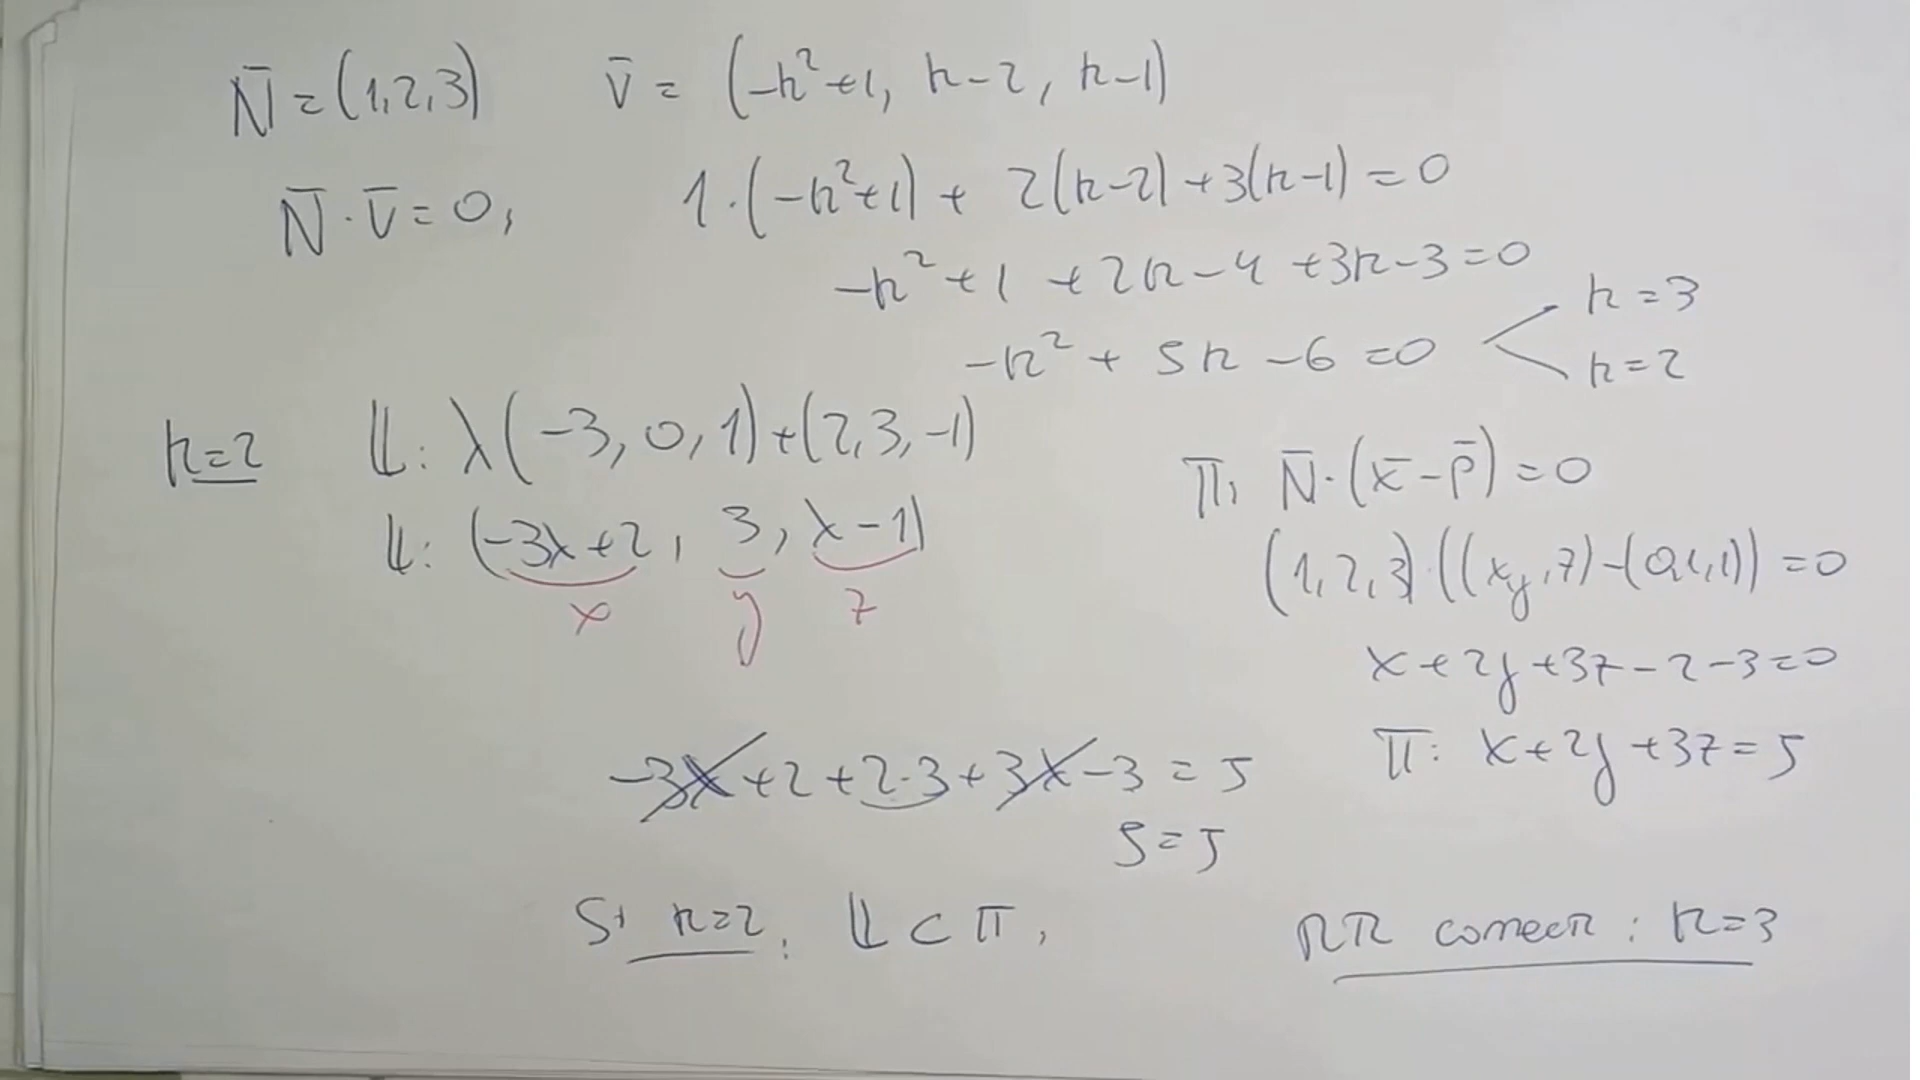 N̄ = (1,2,3) v̄ = (-k²+1, k-2, k-1)
N̄·v̄ = 0, 1·(-k²+1) + 2(k-2) + 3(k-1) = 0
-k²+1 + 2k-4 + 3k-3 = 0
-k² + 5k - 6 = 0 k=3
k=2
k=2 𝕃: λ(-3, 0, 1)+(2,3,-1)
𝕃: (-3λ+2, 3, λ-1)
x y z
Π: N̄·(x̄-p̄) = 0
(1,2,3)·((x,y,z)-(0,1,1)) = 0
x+2y+3z-2-3=0
Π: x+2y+3z=5
-3λ+2+2·3+3λ-3 = 5
5=5
Si k=2: 𝕃 ⊂ Π,
k=3